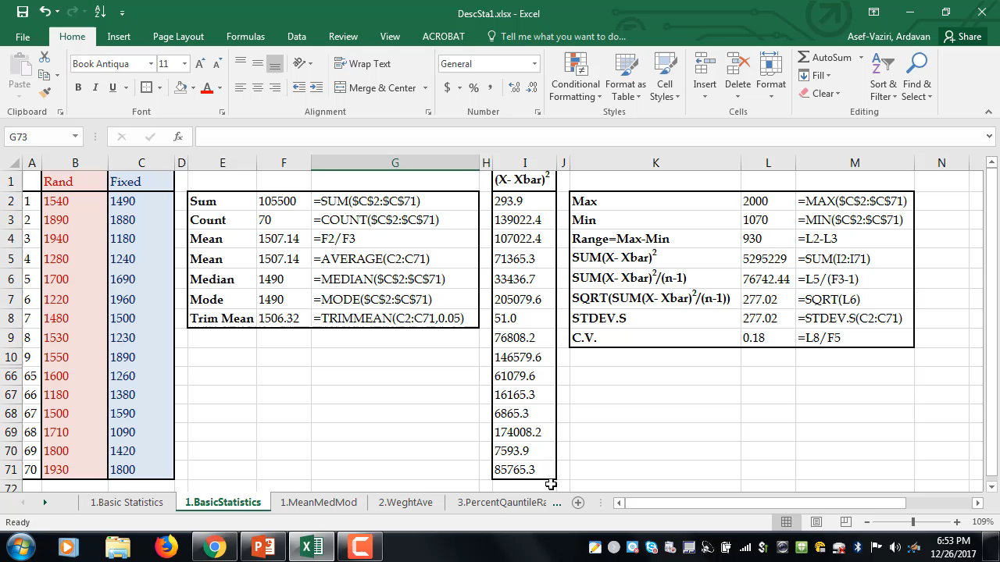 DescSta1.xlsx - Excel
File Home Insert Page Layout Formulas Data Review View ACROBAT Tell me what you want to do... Asef-Vaziri, Ardavan Share
Paste Book Antiqua 11 Wrap Text General Conditional Formatting Format as Table Cell Styles Insert Delete Format AutoSum Sort & Filter Find & Select
B I U Merge & Center $ % , Fill Clear
Clipboard Font Alignment Number Styles Cells Editing
G73 fx
A B C D E F G H I J K L M N
1 Rand Fixed (X- Xbar)²
2 1 1540 1490 Sum 105500 =SUM($C$2:$C$71) 293.9 Max 2000 =MAX($C$2:$C$71)
3 2 1890 1880 Count 70 =COUNT($C$2:$C$71) 139022.4 Min 1070 =MIN($C$2:$C$71)
4 3 1940 1180 Mean 1507.14 =F2/F3 107022.4 Range=Max-Min 930 =L2-L3
5 4 1280 1240 Mean 1507.14 =AVERAGE(C2:C71) 71365.3 SUM(X- Xbar)² 5295229 =SUM(I2:I71)
6 5 1700 1690 Median 1490 =MEDIAN($C$2:$C$71) 33436.7 SUM(X- Xbar)²/(n-1) 76742.44 =L5/(F3-1)
7 6 1220 1960 Mode 1490 =MODE($C$2:$C$71) 205079.6 SQRT(SUM(X- Xbar)²/(n-1)) 277.02 =SQRT(L6)
8 7 1480 1500 Trim Mean 1506.32 =TRIMMEAN(C2:C71,0.05) 51.0 STDEV.S 277.02 =STDEV.S(C2:C71)
9 8 1530 1230 76808.2 C.V. 0.18 =L8/F5
10 9 1550 1890 146579.6
66 65 1600 1260 61079.6
67 66 1180 1380 16165.3
68 67 1500 1590 6865.3
69 68 1710 1090 174008.2
70 69 1800 1420 7593.9
71 70 1930 1800 85765.3
72
1.Basic Statistics 1.BasicStatistics 1.MeanMedMod 2.WeghtAve 3.PercentQauntileRa ...
Ready 109%
6:53 PM
12/26/2017